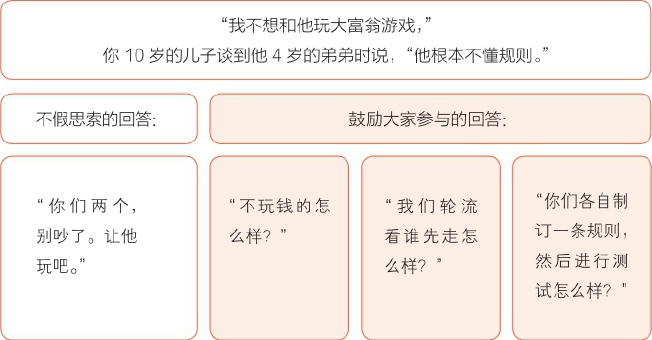 “我不想和他玩大富翁游戏,”
你 10 岁的儿子谈到他 4 岁的弟弟时说,“他根本不懂规则。”
不假思索的回答:
鼓励大家参与的回答:
“你们两个,
别吵了。让他
玩吧。”
“不玩钱的怎
么样?”
“我们轮流
看谁先走怎
么样?”
“你们各自制
订一条规则,
然后进行测
试怎么样?”